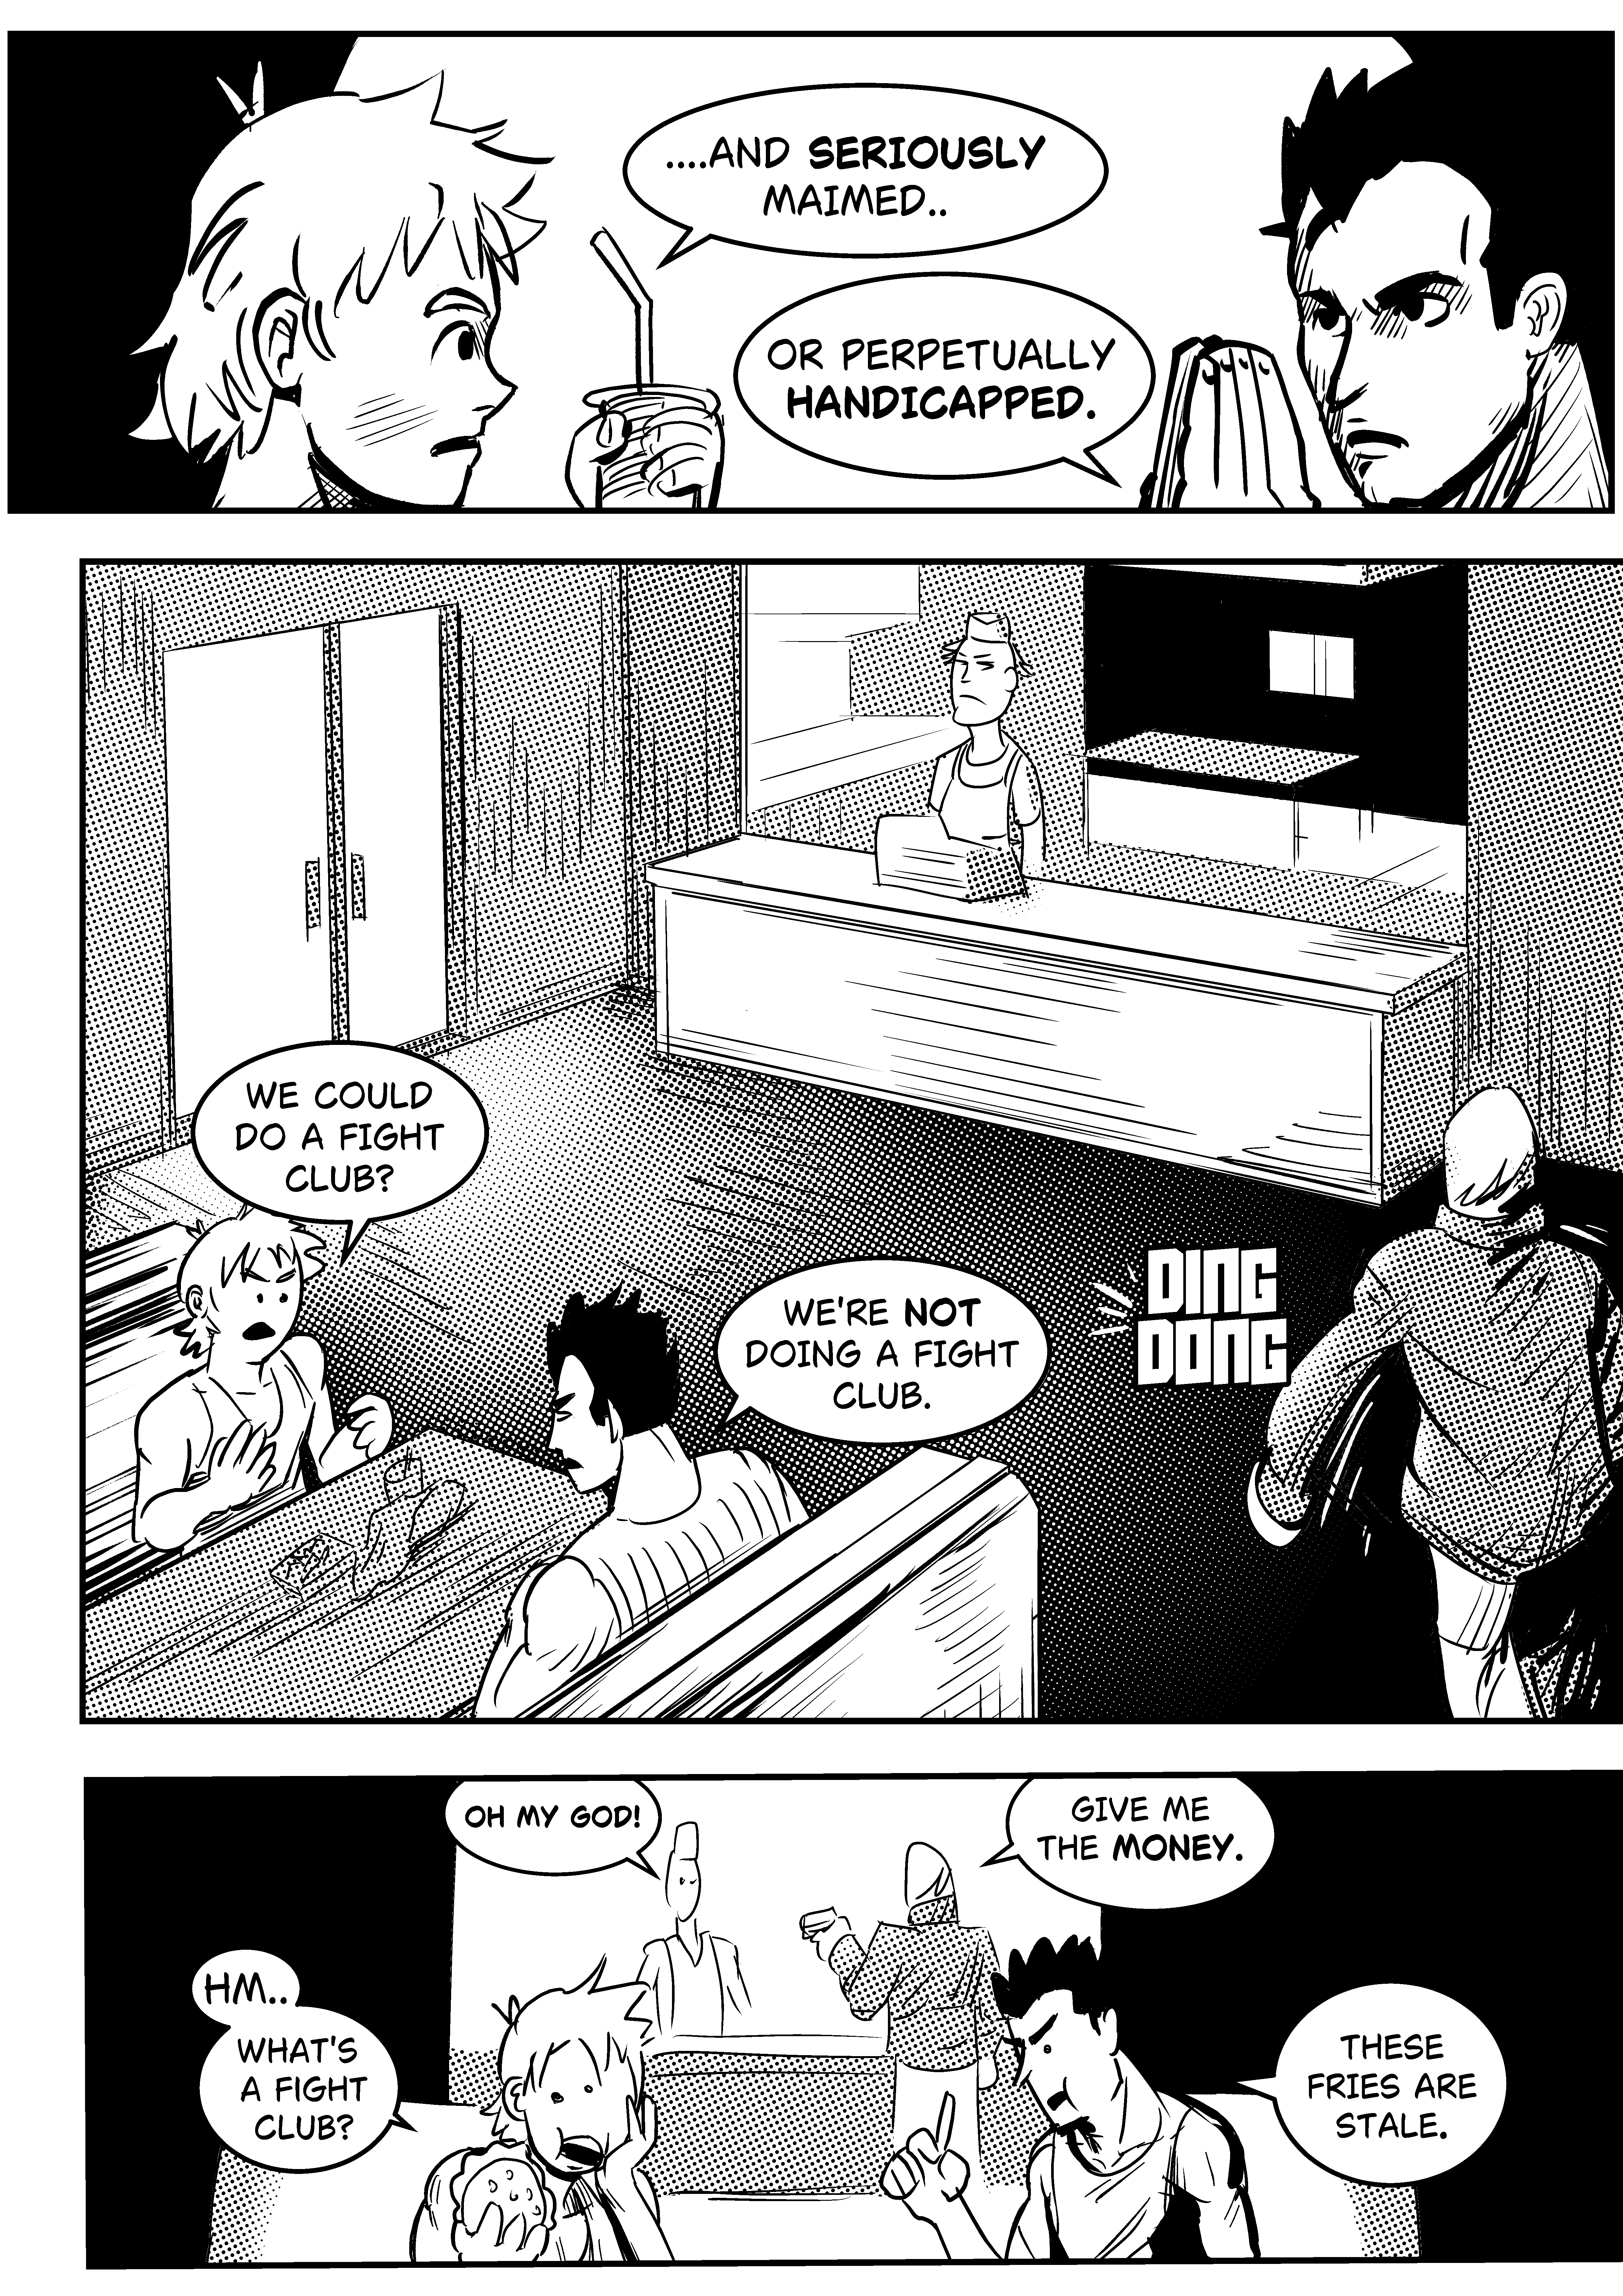 ....AND SERIOUSLY
MAIMED..
OR PERPETUALLY
HANDICAPPED.
WE COULD
DO A FIGHT
CLUB?
WE'RE NOT
DOING A FIGHT
CLUB.
DING
DONG
OH MY GOD!
GIVE ME
THE MONEY.
HM..
WHAT'S
A FIGHT
CLUB?
THESE
FRIES ARE
STALE.